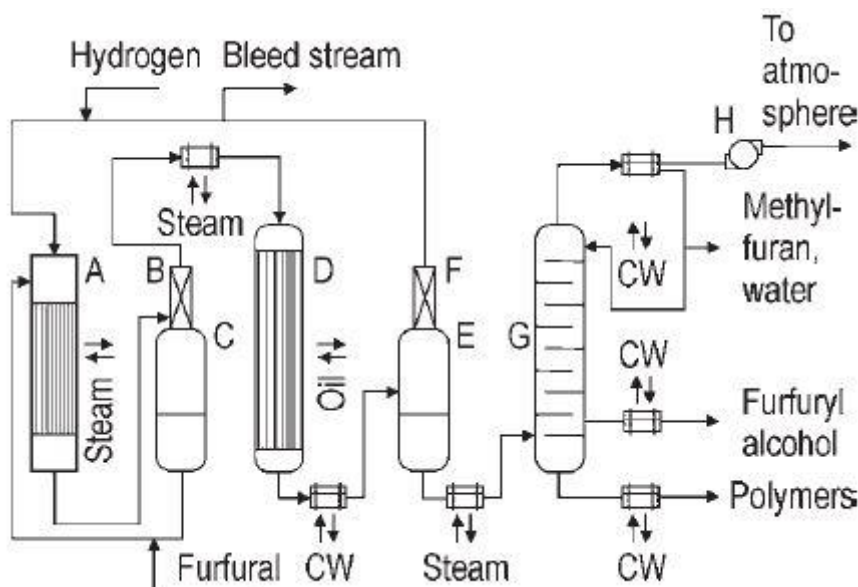 Hydrogen
Bleed stream
To
atmo-
sphere
H
Steam
Methyl-
furan,
water
A
B
D
F
CW
C
E
G
CW
Steam
Oil
Furfuryl
alcohol
Polymers
Furfural
CW
Steam
CW